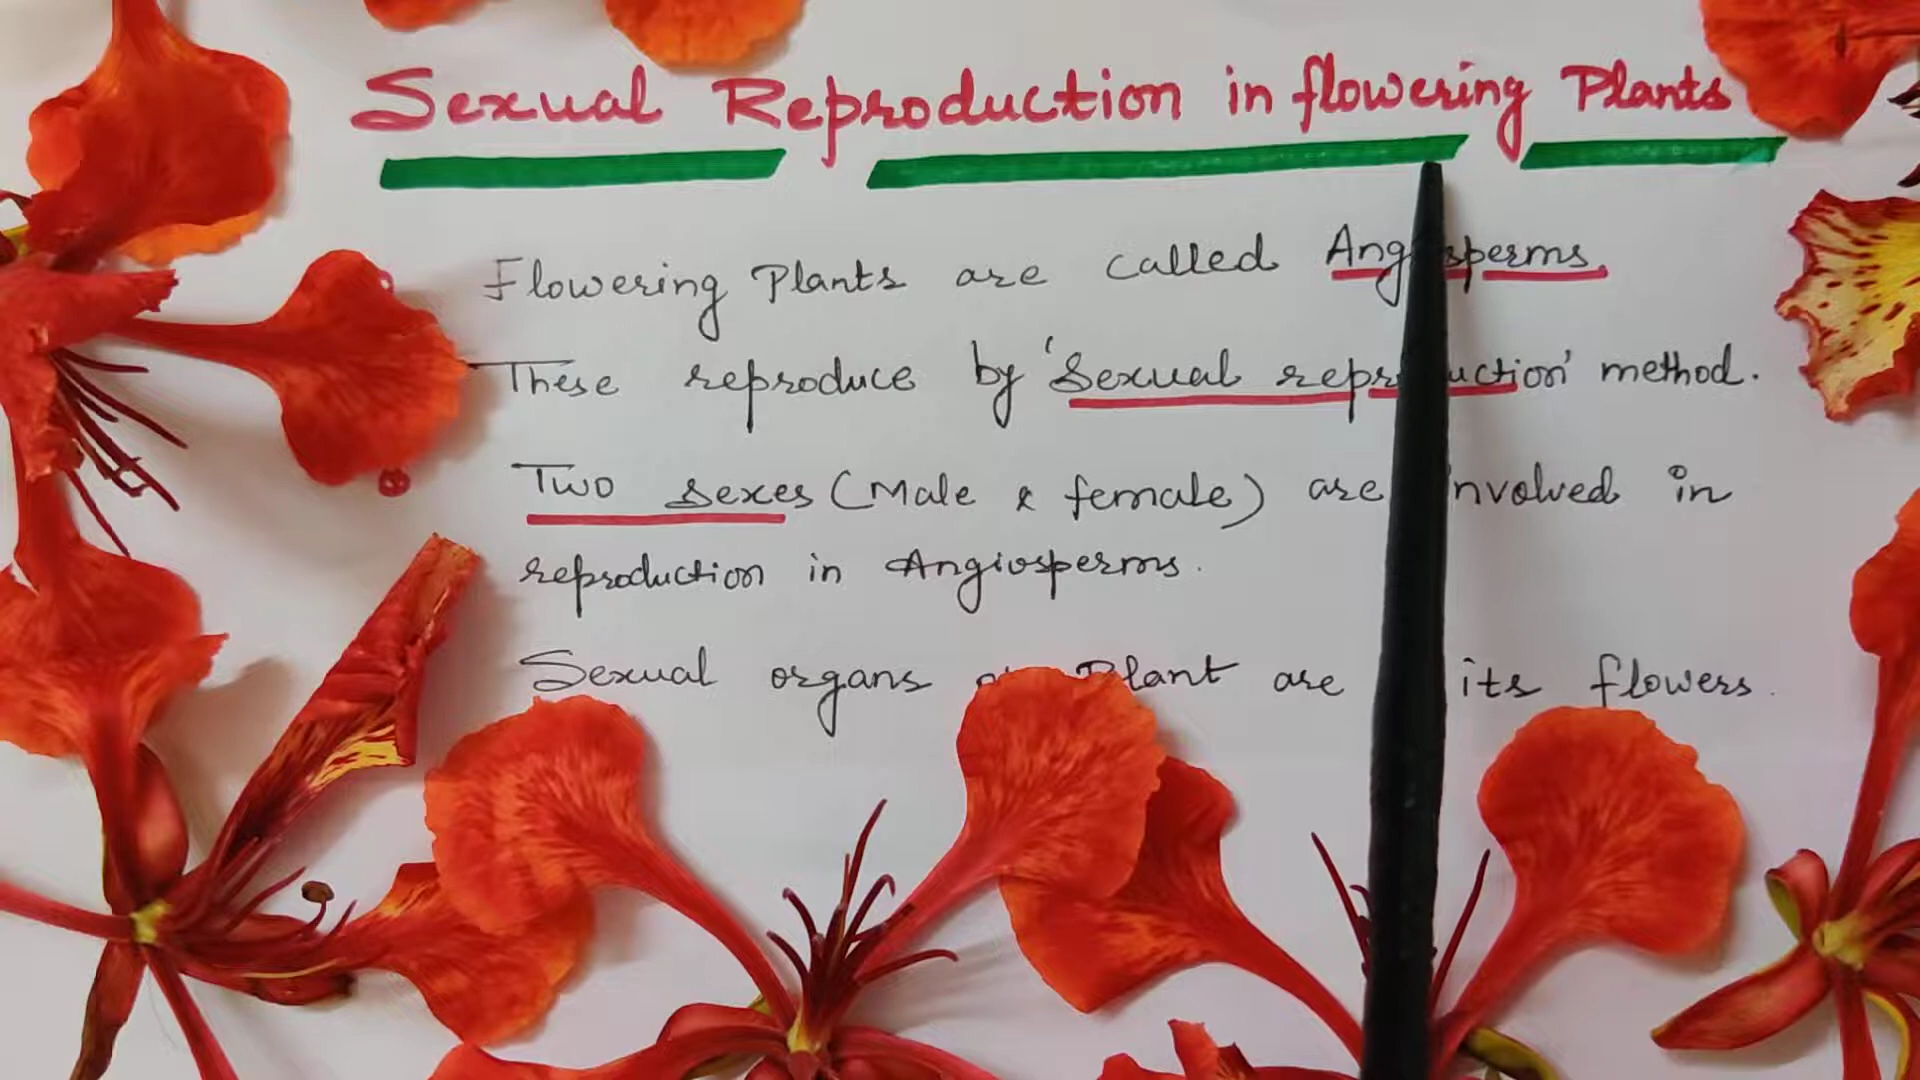 Sexual Reproduction in flowering Plants
Flowering Plants are called Angiosperms.
These reproduce by 'Sexual reproduction' method.
Two sexes (Male & female) are involved in
reproduction in Angiosperms.
Sexual organs Plant are its flowers.